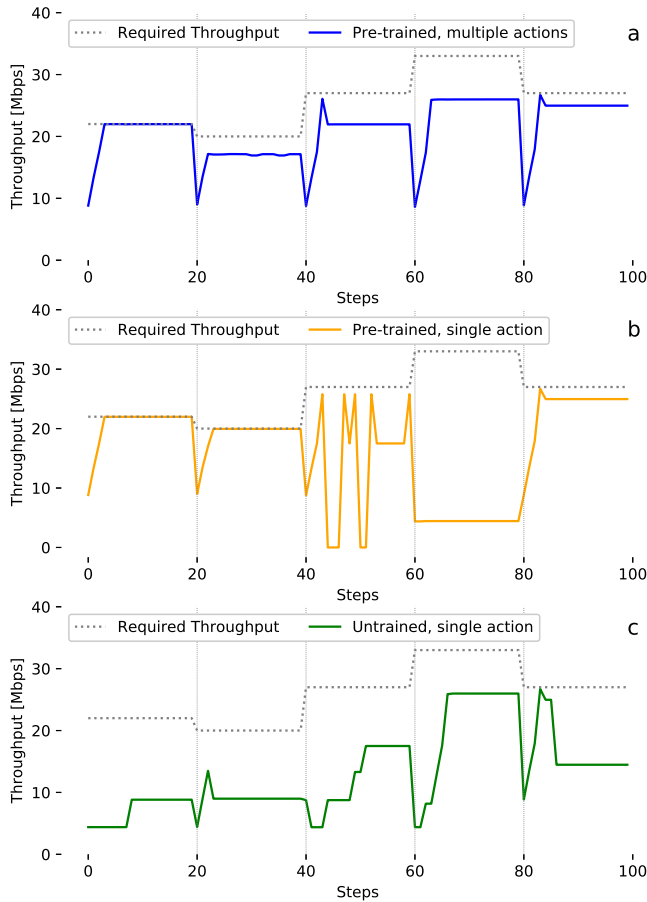 40
Required Throughput
Pre-trained, multiple actions
a
30
20
10
0
Throughput [Mbps]
0 20 40 60 80 100
Steps
40
Required Throughput
Pre-trained, single action
b
30
20
10
0
Throughput [Mbps]
0 20 40 60 80 100
Steps
40
Required Throughput
Untrained, single action
c
30
20
10
0
Throughput [Mbps]
0 20 40 60 80 100
Steps